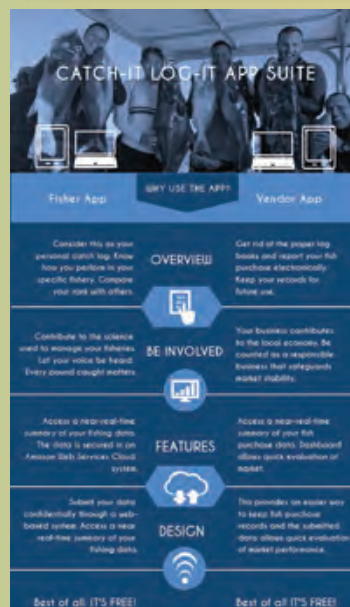 CATCH-IT LOG-IT APP SUITE
WHY USE THE APP?
Fisher App
Vendor App
OVERVIEW
Consider this as your
personal catch log. Know
how you perform in your
specific fishery. Compare
your rank with others.
Get rid of the paper log
books and report your fish
purchase electronically.
Keep your records for
future use.
BE INVOLVED
Contribute to the science
used to manage your fisheries.
Let your voice be heard.
Every pound caught matters.
Your business contributes
to the local economy. Be
counted as a responsible
business that safeguards
market stability.
FEATURES
Access a near-real-time
summary of your fishing data.
The data is secured in an
Amazon Web Services Cloud
system.
Access a near-real-time
summary of your fish
purchase data. Dashboard
allows quick evaluation of
market.
DESIGN
Submit your data
confidentially through a web-
based system. Access a near
real-time summary of your
fishing data.
This provides an easier way
to keep fish purchase
records and the submitted
data allows quick evaluation
of market performance.
Best of all IT'S FREE!
Best of all IT'S FREE!